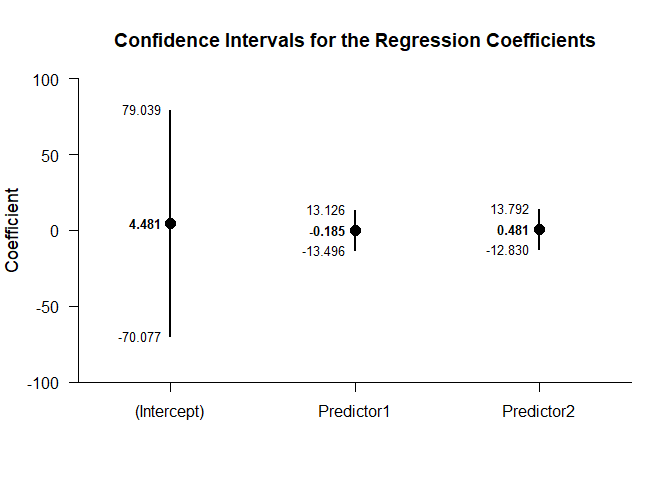 Confidence Intervals for the Regression Coefficients
Coefficient
100
50
0
-50
-100
79.039
4.481
-70.077
13.126
-0.185
-13.496
13.792
0.481
-12.830
(Intercept)
Predictor1
Predictor2